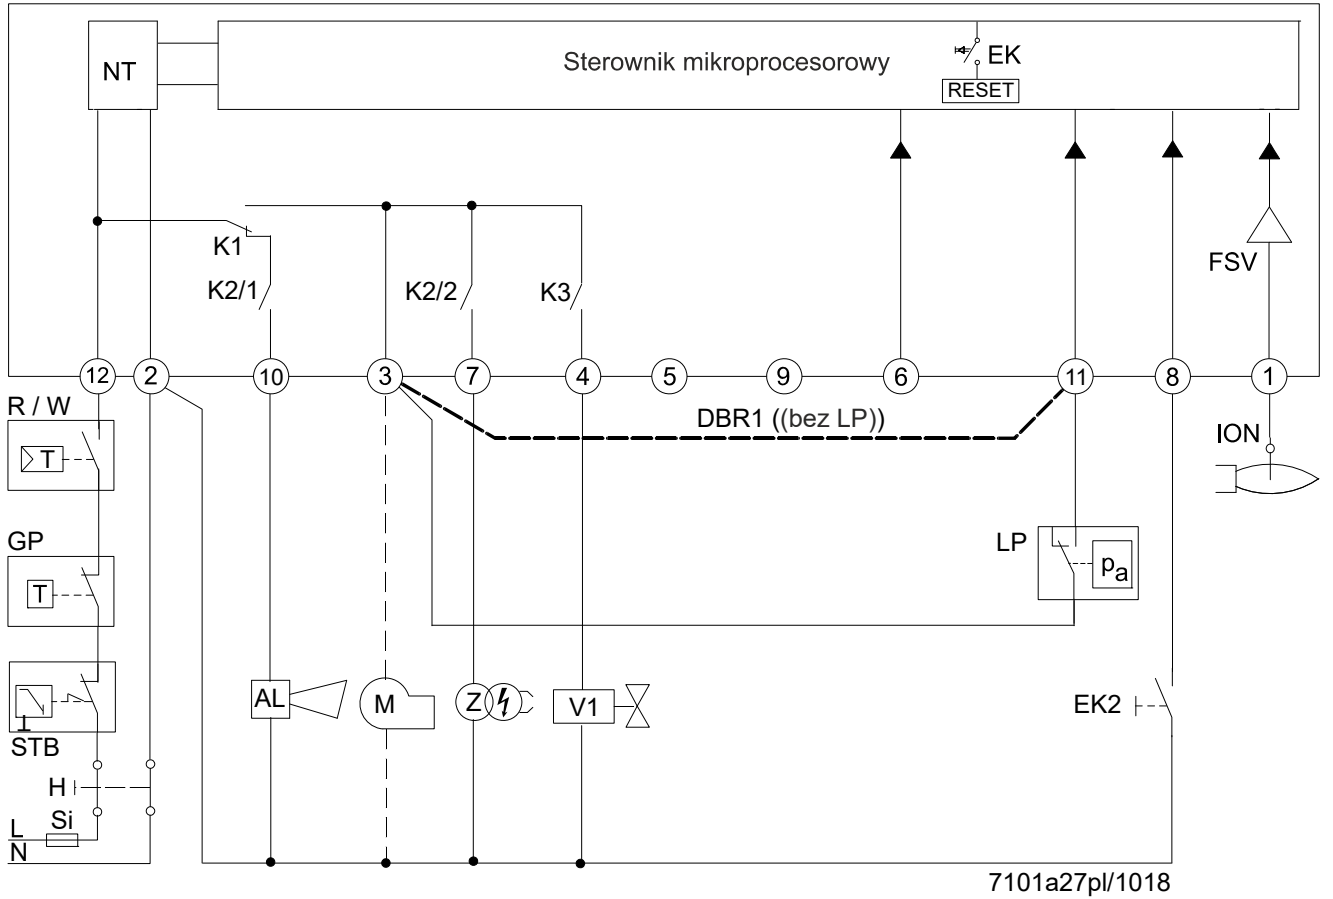 NT
Sterownik mikroprocesorowy
EK
RESET
K1
FSV
K2/1
K2/2
K3
12
2
10
3
7
4
5
9
6
11
8
1
R / W
DBR1 ((bez LP))
ION
T
GP
LP
T
pa
AL
M
Z
V1
EK2
STB
H
Si
L
N
7101a27pl/1018